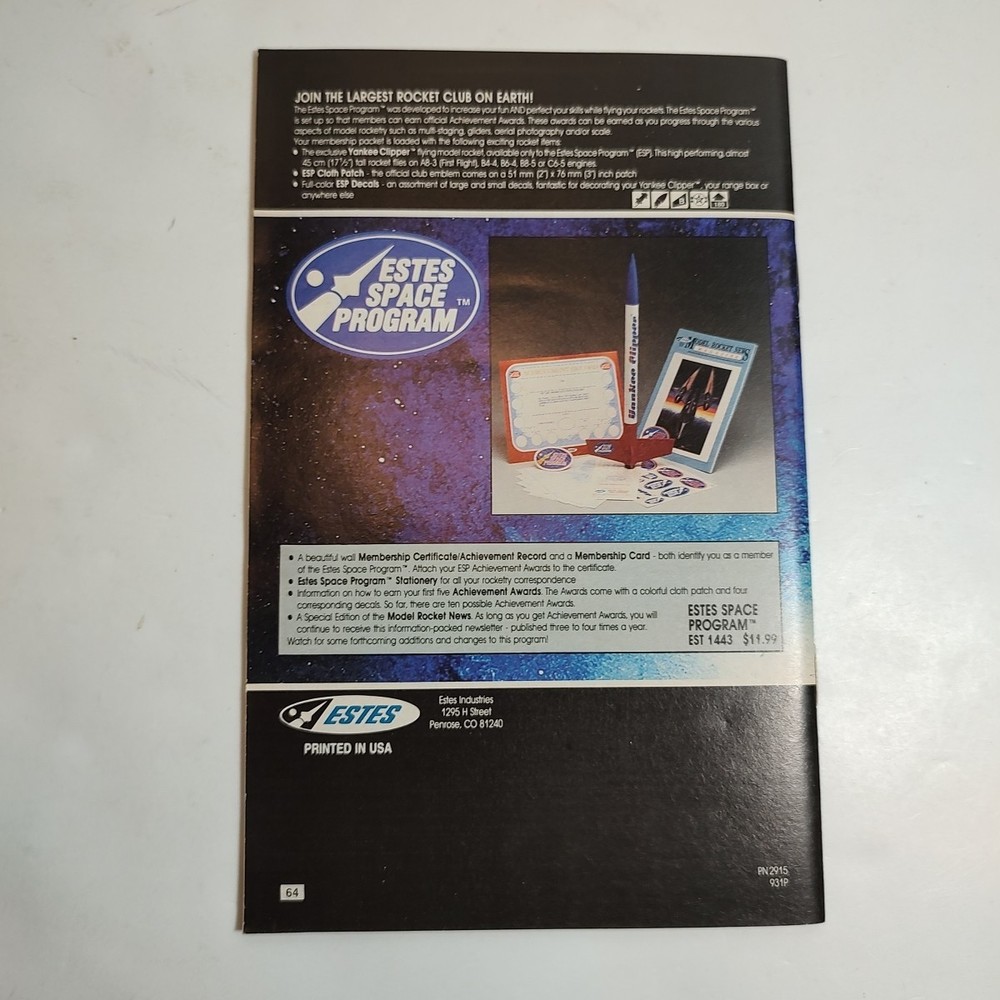 JOIN THE LARGEST ROCKET CLUB ON EARTH!
The Estes Space Program™ was developed to increase your fun AND perfect your skills while flying your rockets. The Estes Space Program™
is set up so that members can earn official Achievement Awards. These awards can be earned as you progress through the various
aspects of model rocketry such as multi-staging, gliders, aerial photography and/or scale.
Your membership packet is loaded with the following exciting rocket items:
• The exclusive Yankee Clipper™ flying model rocket, available only to the Estes Space Program™ (ESP). This high performing, almost
45 cm (17½") tall rocket flies on A8-3 (First Flight), B4-4, B6-4, B8-5 or C6-5 engines.
• ESP Cloth Patch - the official club emblem comes on a 51 mm (2") x 76 mm (3") inch patch
• Full-color ESP Decals - an assortment of large and small decals, fantastic for decorating your Yankee Clipper™, your range box or
anywhere else
ESTES
SPACE
PROGRAM™
Yankee Clipper
MODEL ROCKET NEWS
• A beautiful wall Membership Certificate/Achievement Record and a Membership Card - both identify you as a member
of the Estes Space Program™. Attach your ESP Achievement Awards to the certificate.
• Estes Space Program™ Stationery for all your rocketry correspondence
• Information on how to earn your first five Achievement Awards. The Awards come with a colorful cloth patch and four
corresponding decals. So far, there are ten possible Achievement Awards.
• A Special Edition of the Model Rocket News. As long as you get Achievement Awards, you will
continue to receive this information-packed newsletter - published three to four times a year.
Watch for some forthcoming additions and changes to this program!
ESTES SPACE
PROGRAM™
EST 1443 $11.99
ESTES
Estes Industries
1295 H Street
Penrose, CO 81240
PRINTED IN USA
PN 2915
931P
64